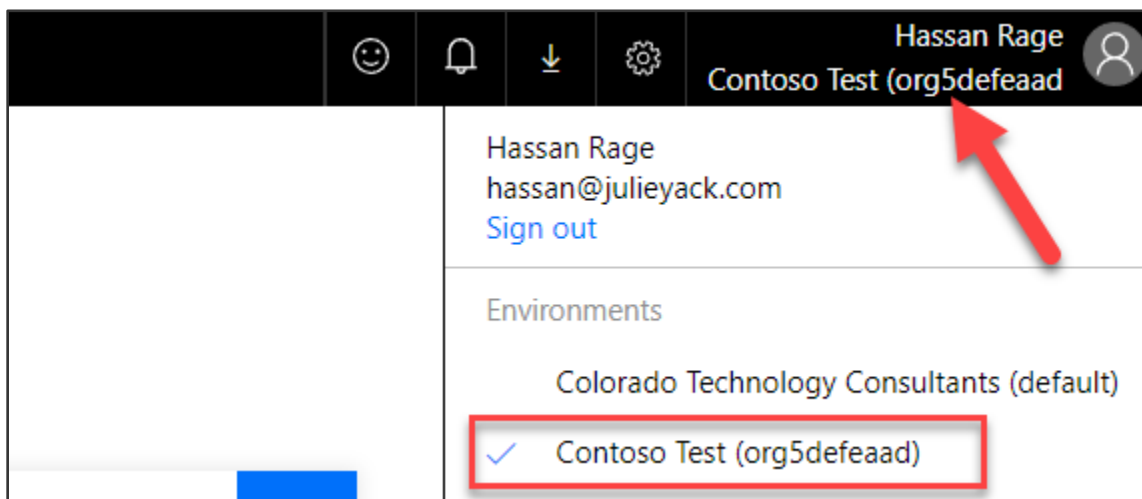 Hassan Rage
Contoso Test (org5defeaad
Hassan Rage
hassan@julieyack.com
Sign out
Environments
Colorado Technology Consultants (default)
Contoso Test (org5defeaad)